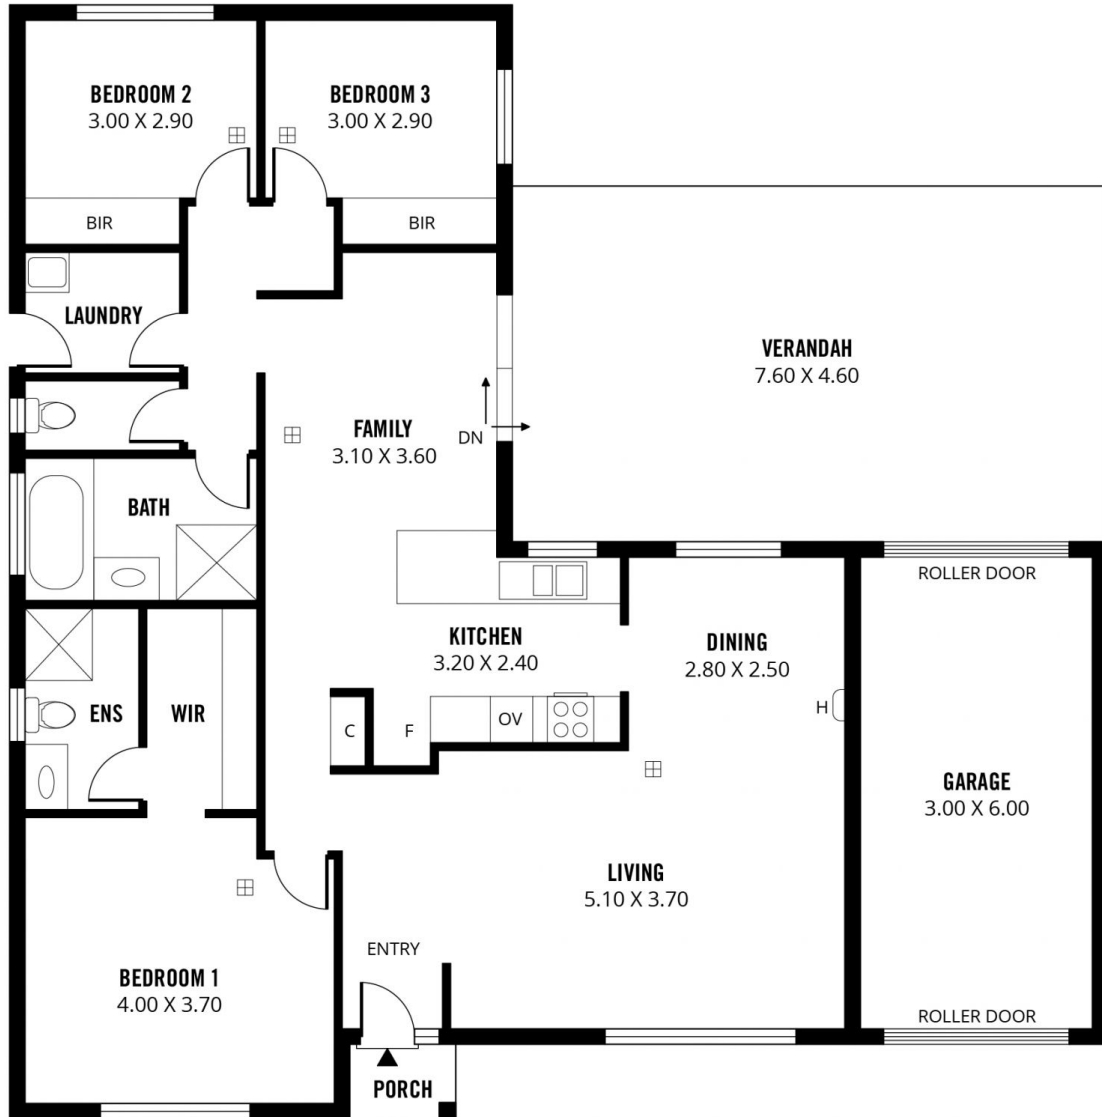 BEDROOM 2
3.00 X 2.90
BEDROOM 3
3.00 X 2.90
BIR
BIR
LAUNDRY
VERANDAH
7.60 X 4.60
FAMILY
3.10 X 3.60
DN
BATH
ROLLER DOOR
KITCHEN
3.20 X 2.40
DINING
2.80 X 2.50
ENS
WIR
C
F
OV
H
GARAGE
3.00 X 6.00
LIVING
5.10 X 3.70
ENTRY
BEDROOM 1
4.00 X 3.70
ROLLER DOOR
PORCH